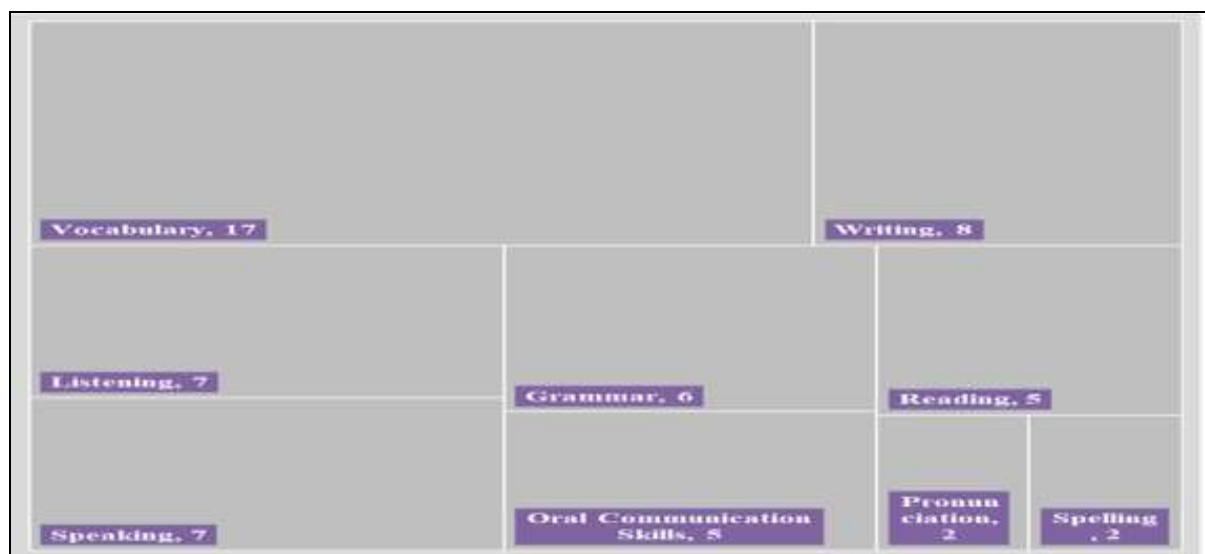 Vocabulary, 17
Writing, 8
Listening, 7
Grammar, 6
Reading, 5
Speaking, 7
Oral Communication
Skills, 5
Pronun
ciation,
2
Spelling
, 2